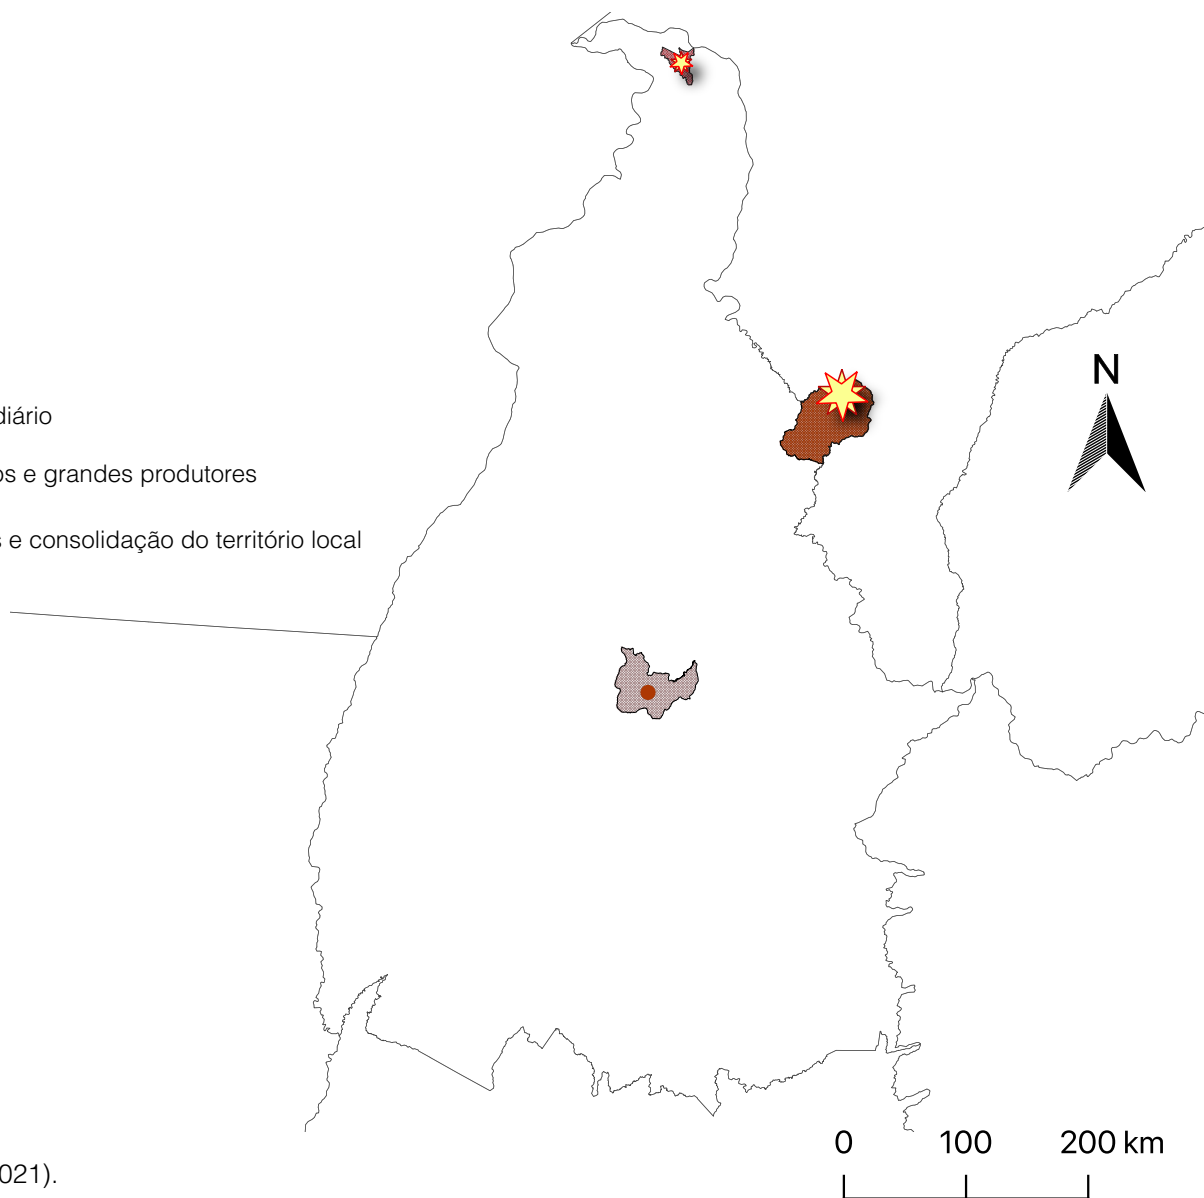 N
diário
os e grandes produtores
s e consolidação do território local
0 100 200 km
021).